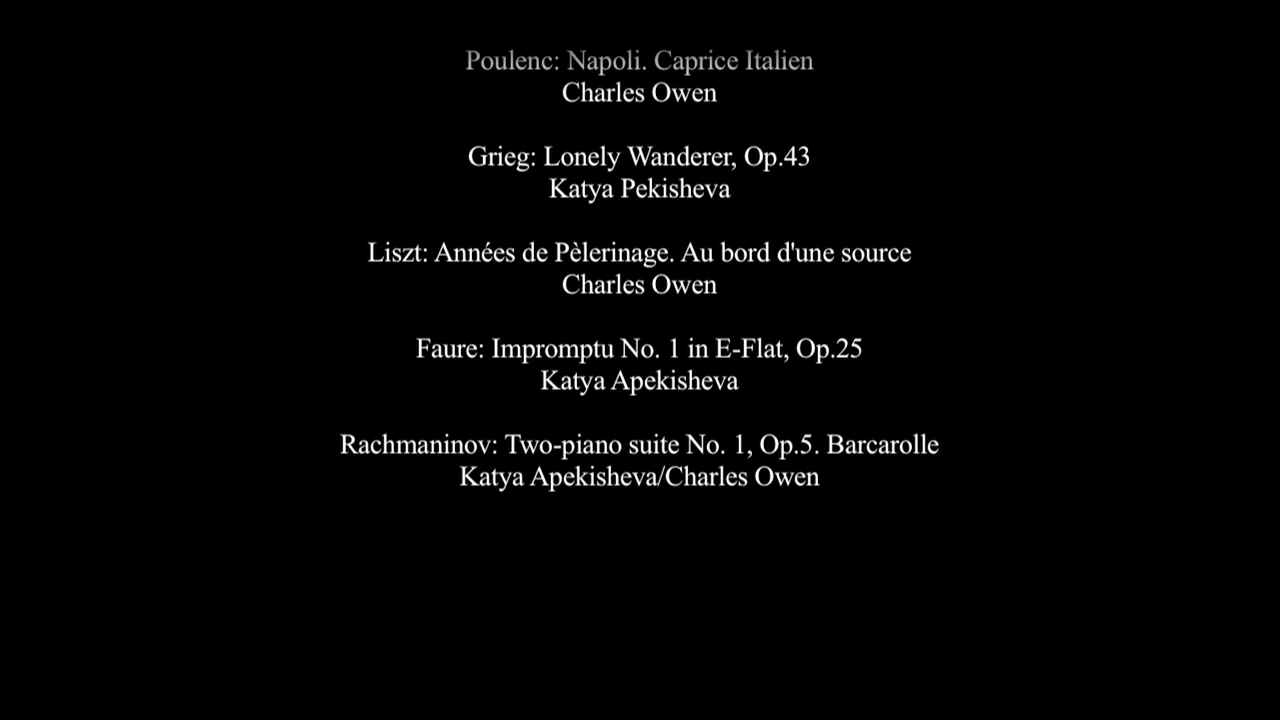 Poulenc: Napoli. Caprice Italien
Charles Owen
Grieg: Lonely Wanderer, Op.43
Katya Pekisheva
Liszt: Années de Pèlerinage. Au bord d'une source
Charles Owen
Faure: Impromptu No. 1 in E-Flat, Op.25
Katya Apekisheva
Rachmaninov: Two-piano suite No. 1, Op.5. Barcarolle
Katya Apekisheva/Charles Owen